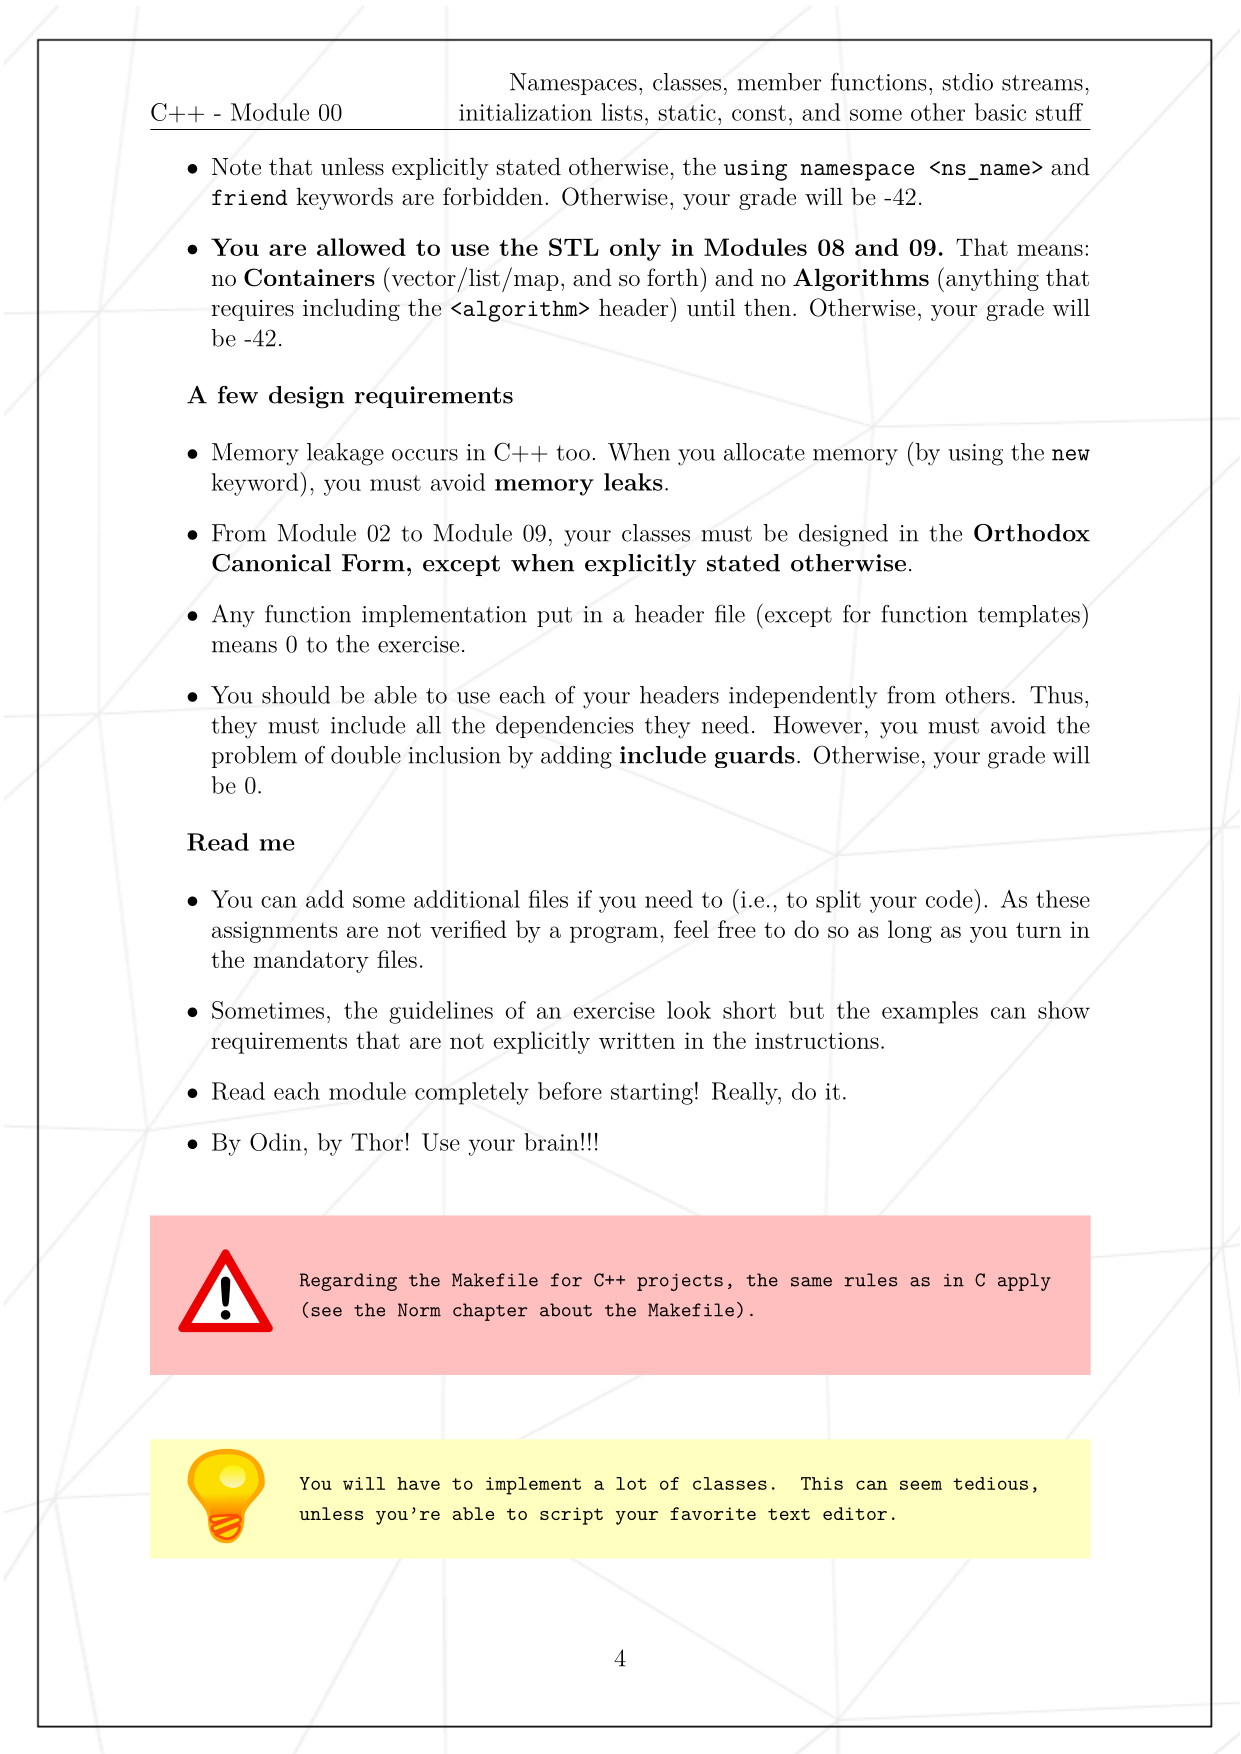 Namespaces, classes, member functions, stdio streams,
C++ - Module 00 initialization lists, static, const, and some other basic stuff
• Note that unless explicitly stated otherwise, the using namespace <ns_name> and
friend keywords are forbidden. Otherwise, your grade will be -42.
• You are allowed to use the STL only in Modules 08 and 09. That means:
no Containers (vector/list/map, and so forth) and no Algorithms (anything that
requires including the <algorithm> header) until then. Otherwise, your grade will
be -42.
A few design requirements
• Memory leakage occurs in C++ too. When you allocate memory (by using the new
keyword), you must avoid memory leaks.
• From Module 02 to Module 09, your classes must be designed in the Orthodox
Canonical Form, except when explicitly stated otherwise.
• Any function implementation put in a header file (except for function templates)
means 0 to the exercise.
• You should be able to use each of your headers independently from others. Thus,
they must include all the dependencies they need. However, you must avoid the
problem of double inclusion by adding include guards. Otherwise, your grade will
be 0.
Read me
• You can add some additional files if you need to (i.e., to split your code). As these
assignments are not verified by a program, feel free to do so as long as you turn in
the mandatory files.
• Sometimes, the guidelines of an exercise look short but the examples can show
requirements that are not explicitly written in the instructions.
• Read each module completely before starting! Really, do it.
• By Odin, by Thor! Use your brain!!!
Regarding the Makefile for C++ projects, the same rules as in C apply
(see the Norm chapter about the Makefile).
You will have to implement a lot of classes. This can seem tedious,
unless you're able to script your favorite text editor.
4